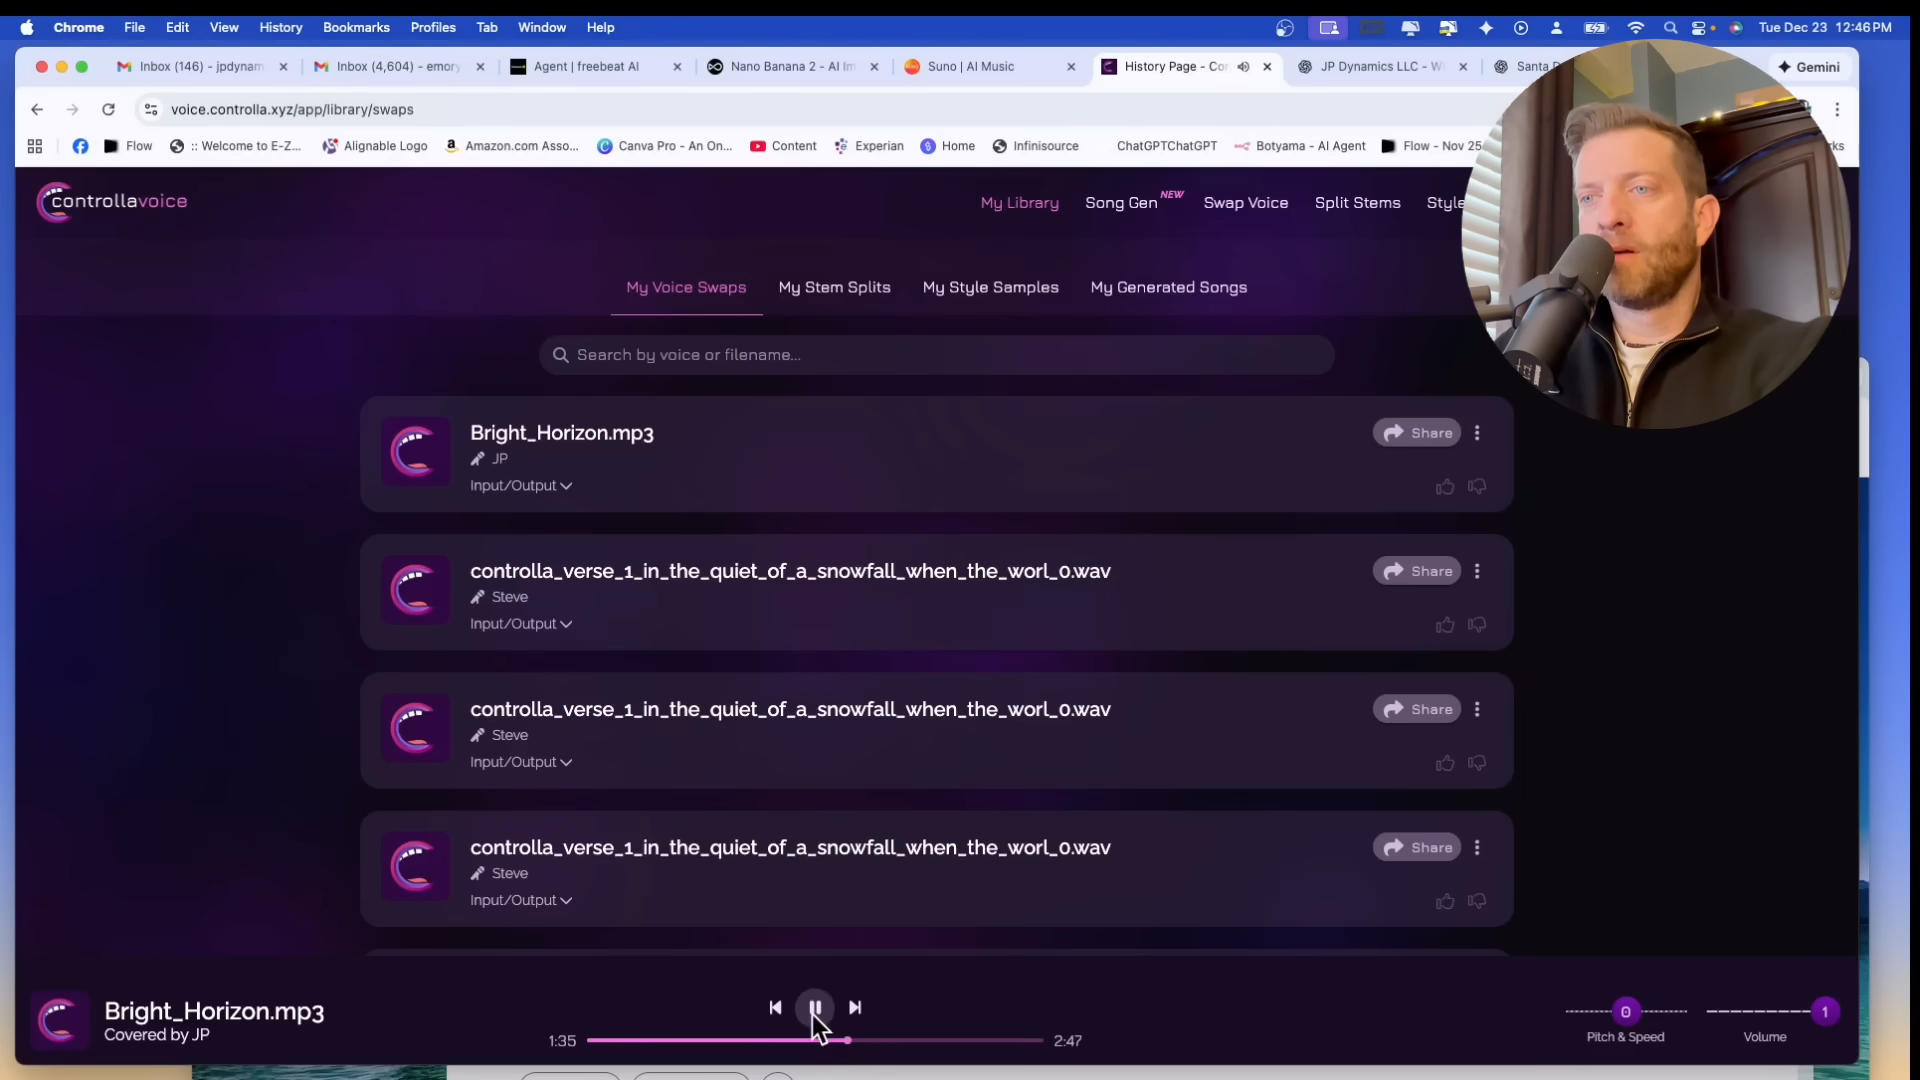 Chrome File Edit View History Bookmarks Profiles Tab Window Help Tue Dec 23 12:46 PM
Inbox (146) - jpdynam Inbox (4,604) - emory Agent | freebeat AI Nano Banana 2 - AI Im Suno | AI Music History Page - Con JP Dynamics LLC - W Santa Gemini
voice.controlla.xyz/app/library/swaps
Flow :: Welcome to E-Z... Alignable Logo Amazon.com Asso... Canva Pro - An On... Content Experian Home Infinisource ChatGPTChatGPT Botyama - AI Agent Flow - Nov 25
controllavoice My Library Song Gen NEW Swap Voice Split Stems Style
My Voice Swaps My Stem Splits My Style Samples My Generated Songs
Search by voice or filename...
Bright_Horizon.mp3 Share
JP
Input/Output
controlla_verse_1_in_the_quiet_of_a_snowfall_when_the_worl_0.wav Share
Steve
Input/Output
controlla_verse_1_in_the_quiet_of_a_snowfall_when_the_worl_0.wav Share
Steve
Input/Output
controlla_verse_1_in_the_quiet_of_a_snowfall_when_the_worl_0.wav Share
Steve
Input/Output
Bright_Horizon.mp3
Covered by JP
1:35 2:47
0 1
Pitch & Speed Volume